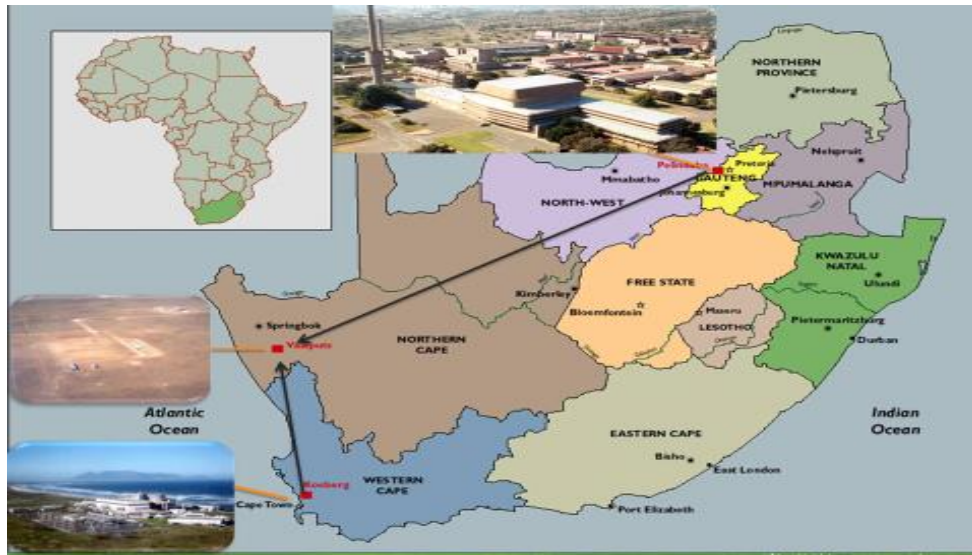 NORTHERN
PROVINCE
Pietersburg
Nelspruit
Pelindaba
Pretoria
Mmabatho
GAUTENG
Johannesburg
MPUMALANGA
NORTH-WEST
KWAZULU
NATAL
Ulundi
FREE STATE
Kimberley
Bloemfontein
Maseru
LESOTHO
Pietermaritzburg
Durban
Springbok
Vaalputs
NORTHERN
CAPE
Atlantic
Ocean
Indian
Ocean
EASTERN CAPE
Bisho
East London
Koeberg
WESTERN
CAPE
Cape Town
Port Elizabeth